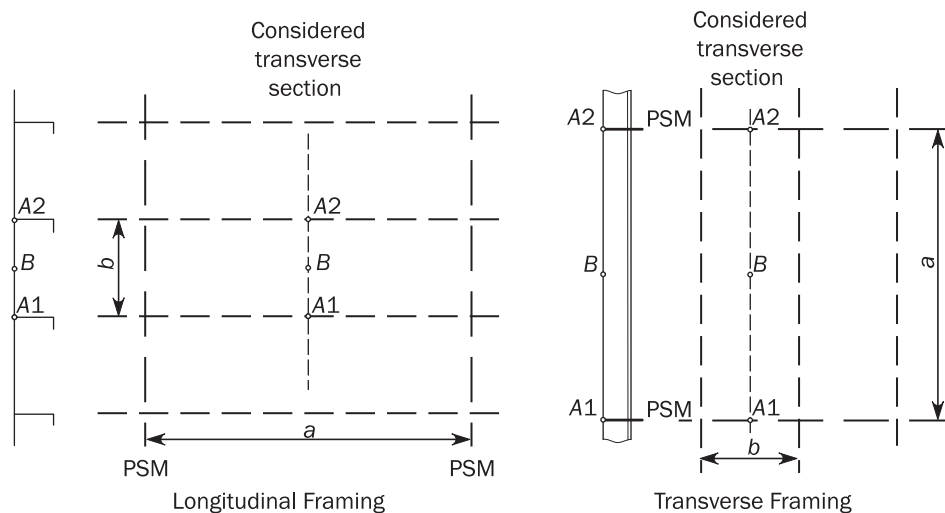 Considered
transverse
section
A2
B
A1
b
A2
B
A1
a
PSM
PSM
Longitudinal Framing
Considered
transverse
section
A2
PSM
A2
B
B
a
A1
PSM
A1
b
Transverse Framing